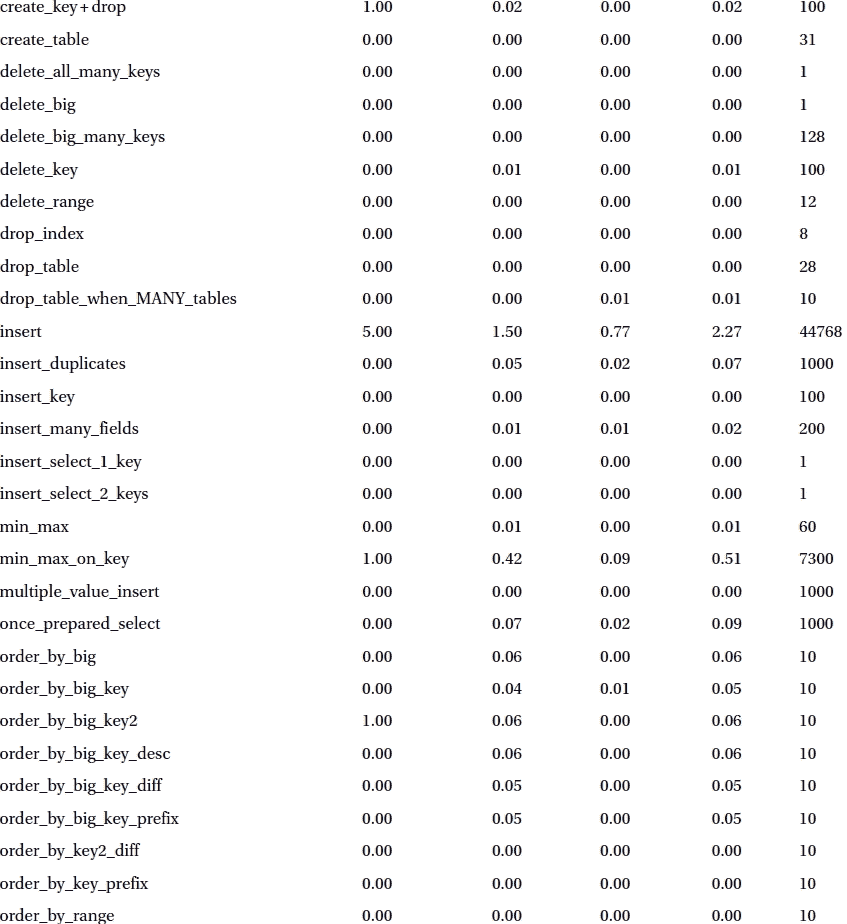 create_key+drop 1.00 0.02 0.00 0.02 100
create_table 0.00 0.00 0.00 0.00 31
delete_all_many_keys 0.00 0.00 0.00 0.00 1
delete_big 0.00 0.00 0.00 0.00 1
delete_big_many_keys 0.00 0.00 0.00 0.00 128
delete_key 0.00 0.01 0.00 0.01 100
delete_range 0.00 0.00 0.00 0.00 12
drop_index 0.00 0.00 0.00 0.00 8
drop_table 0.00 0.00 0.00 0.00 28
drop_table_when_MANY_tables 0.00 0.00 0.01 0.01 10
insert 5.00 1.50 0.77 2.27 44768
insert_duplicates 0.00 0.05 0.02 0.07 1000
insert_key 0.00 0.00 0.00 0.00 100
insert_many_fields 0.00 0.01 0.01 0.02 200
insert_select_1_key 0.00 0.00 0.00 0.00 1
insert_select_2_keys 0.00 0.00 0.00 0.00 1
min_max 0.00 0.01 0.00 0.01 60
min_max_on_key 1.00 0.42 0.09 0.51 7300
multiple_value_insert 0.00 0.00 0.00 0.00 1000
once_prepared_select 0.00 0.07 0.02 0.09 1000
order_by_big 0.00 0.06 0.00 0.06 10
order_by_big_key 0.00 0.04 0.01 0.05 10
order_by_big_key2 1.00 0.06 0.00 0.06 10
order_by_big_key_desc 0.00 0.06 0.00 0.06 10
order_by_big_key_diff 0.00 0.05 0.00 0.05 10
order_by_big_key_prefix 0.00 0.05 0.00 0.05 10
order_by_key2_diff 0.00 0.00 0.00 0.00 10
order_by_key_prefix 0.00 0.00 0.00 0.00 10
order_by_range 0.00 0.00 0.00 0.00 10